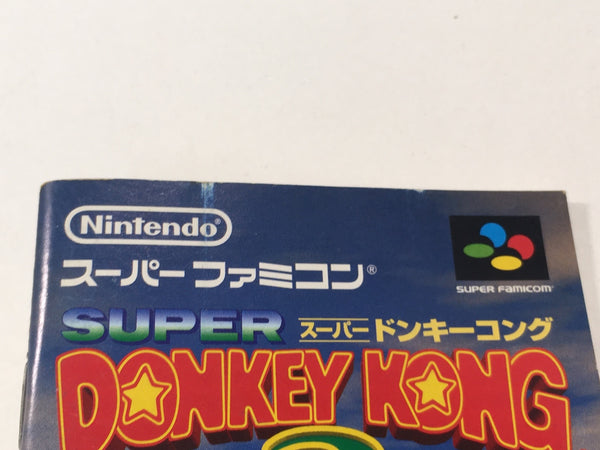 Nintendo®
スーパーファミコン®
SUPER FAMICOM
SUPER スーパードンキーコング
DONKEY KONG